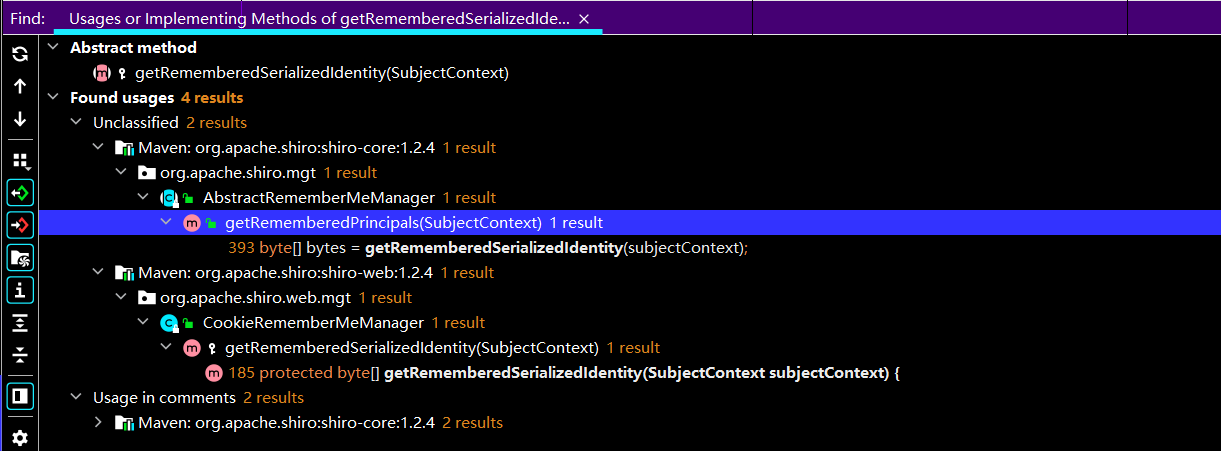 Find: Usages or Implementing Methods of getRememberedSerializedIde... ×
Abstract method
getRememberedSerializedIdentity(SubjectContext)
Found usages 4 results
Unclassified 2 results
Maven: org.apache.shiro:shiro-core:1.2.4 1 result
org.apache.shiro.mgt 1 result
AbstractRememberMeManager 1 result
getRememberedPrincipals(SubjectContext) 1 result
393 byte[] bytes = getRememberedSerializedIdentity(subjectContext);
Maven: org.apache.shiro:shiro-web:1.2.4 1 result
org.apache.shiro.web.mgt 1 result
CookieRememberMeManager 1 result
getRememberedSerializedIdentity(SubjectContext) 1 result
185 protected byte[] getRememberedSerializedIdentity(SubjectContext subjectContext) {
Usage in comments 2 results
Maven: org.apache.shiro:shiro-core:1.2.4 2 results